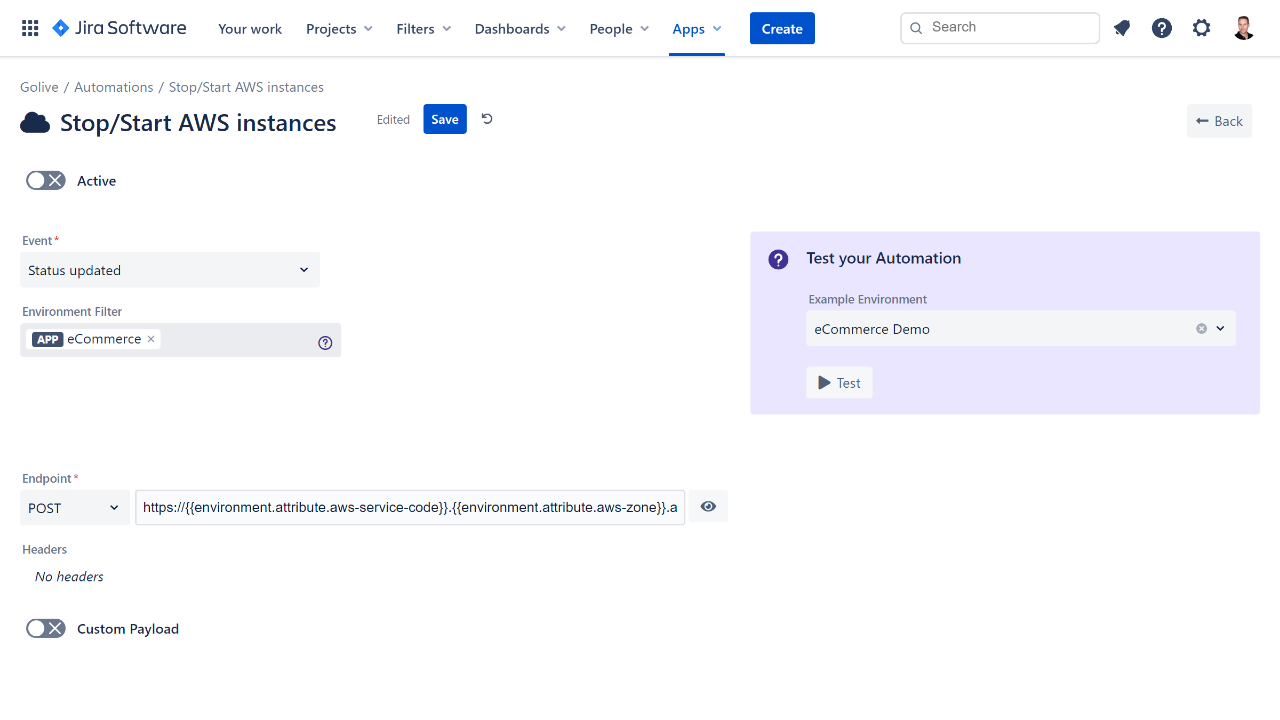 Jira Software Your work Projects Filters Dashboards People Apps Create Search
Golive / Automations / Stop/Start AWS instances
Stop/Start AWS instances Edited Save Back
Active
Event*
Status updated
Environment Filter
APP eCommerce
Test your Automation
Example Environment
eCommerce Demo
Test
Endpoint*
POST https://{{environment.attribute.aws-service-code}}.{{environment.attribute.aws-zone}}.a
Headers
No headers
Custom Payload